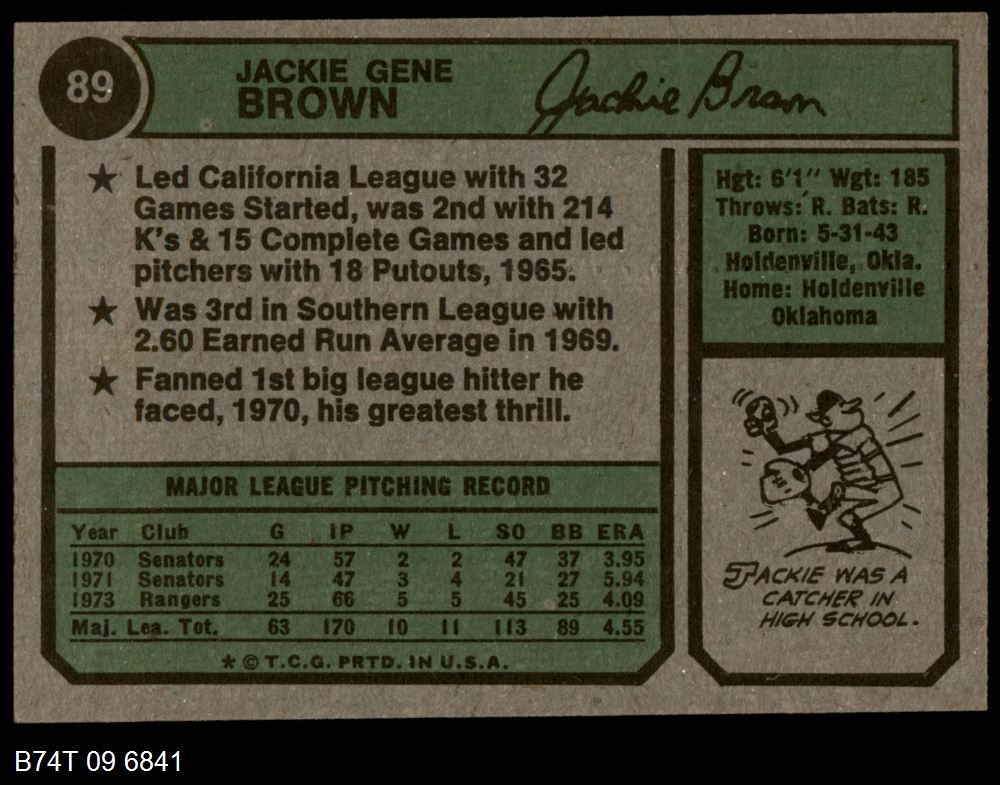 89
JACKIE GENE
BROWN
Jackie Brown
★ Led California League with 32
Games Started, was 2nd with 214
K's & 15 Complete Games and led
pitchers with 18 Putouts, 1965.
★ Was 3rd in Southern League with
2.60 Earned Run Average in 1969.
★ Fanned 1st big league hitter he
faced, 1970, his greatest thrill.
Hgt: 6'1" Wgt: 185
Throws: R. Bats: R.
Born: 5-31-43
Holdenville, Okla.
Home: Holdenville
Oklahoma
MAJOR LEAGUE PITCHING RECORD
Year Club G IP W L SO BB ERA
1970 Senators 24 57 2 2 47 37 3.95
1971 Senators 14 47 3 4 21 27 5.94
1973 Rangers 25 66 5 5 45 25 4.09
Maj. Lea. Tot. 63 170 10 11 113 89 4.55
* © T.C.G. PRTD. IN U.S.A.
JACKIE WAS A
CATCHER IN
HIGH SCHOOL.
B74T 09 6841